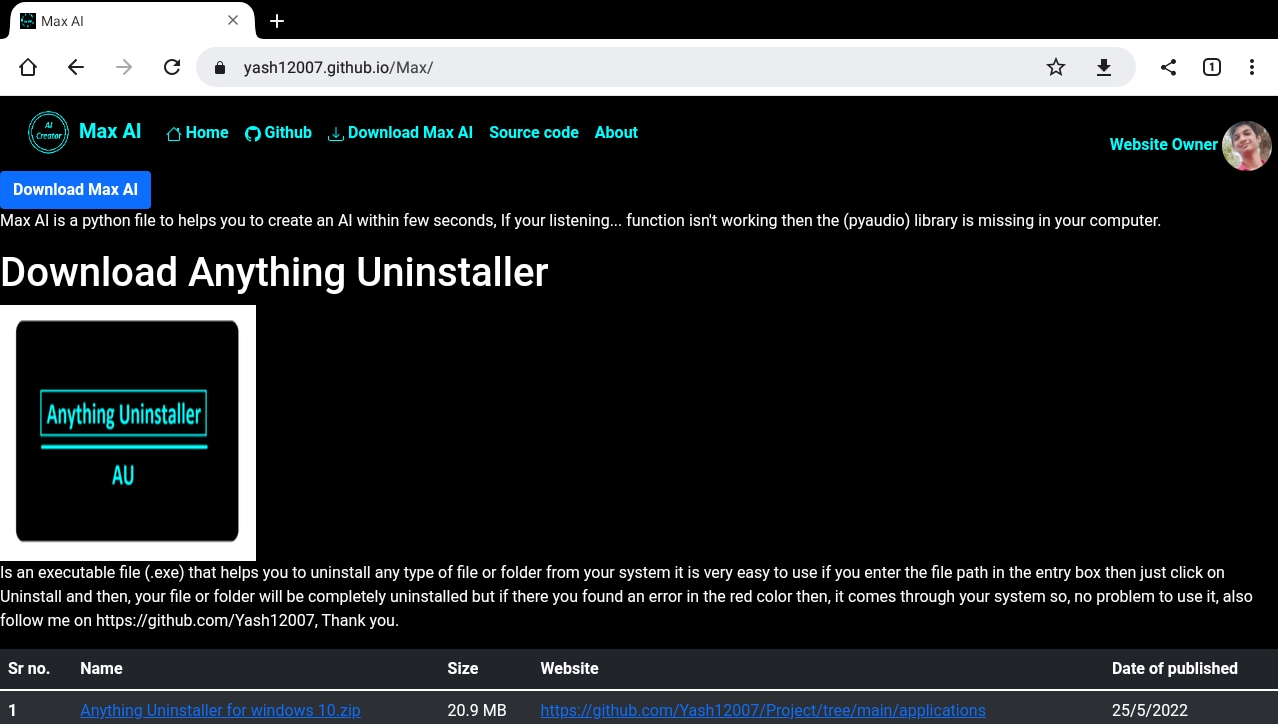 Max AI
yash12007.github.io/Max/
1
AI
Creator
Max AI
Home
Github
Download Max AI
Source code
About
Website Owner
Download Max AI
Max AI is a python file to helps you to create an AI within few seconds, If your listening... function isn't working then the (pyaudio) library is missing in your computer.
Download Anything Uninstaller
Anything Uninstaller
AU
Is an executable file (.exe) that helps you to uninstall any type of file or folder from your system it is very easy to use if you enter the file path in the entry box then just click on
Uninstall and then, your file or folder will be completely uninstalled but if there you found an error in the red color then, it comes through your system so, no problem to use it, also
follow me on https://github.com/Yash12007, Thank you.
Sr no. Name Size Website Date of published
1 Anything Uninstaller for windows 10.zip 20.9 MB https://github.com/Yash12007/Project/tree/main/applications 25/5/2022